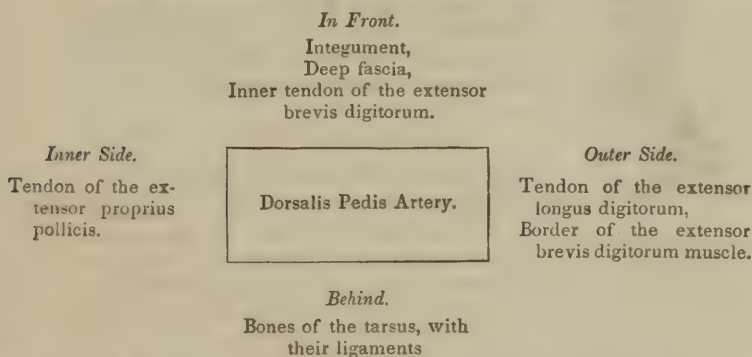 In Front.
Integument,
Deep fascia,
Inner tendon of the extensor
brevis digitorum.
Inner Side.
Tendon of the ex-
tensor proprius
pollicis.
Dorsalis Pedis Artery.
Outer Side.
Tendon of the extensor
longus digitorum,
Border of the extensor
brevis digitorum muscle.
Behind.
Bones of the tarsus, with
their ligaments